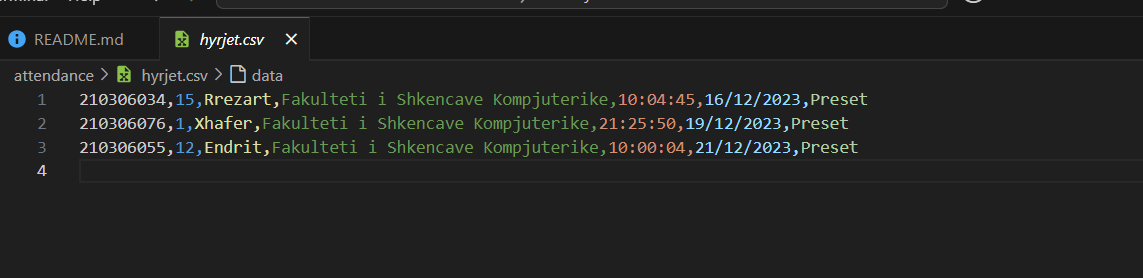 README.md
hyrjet.csv
attendance > hyrjet.csv > data
1 210306034,15,Rrezart,Fakulteti i Shkencave Kompjuterike,10:04:45,16/12/2023,Preset
2 210306076,1,Xhafer,Fakulteti i Shkencave Kompjuterike,21:25:50,19/12/2023,Preset
3 210306055,12,Endrit,Fakulteti i Shkencave Kompjuterike,10:00:04,21/12/2023,Preset
4